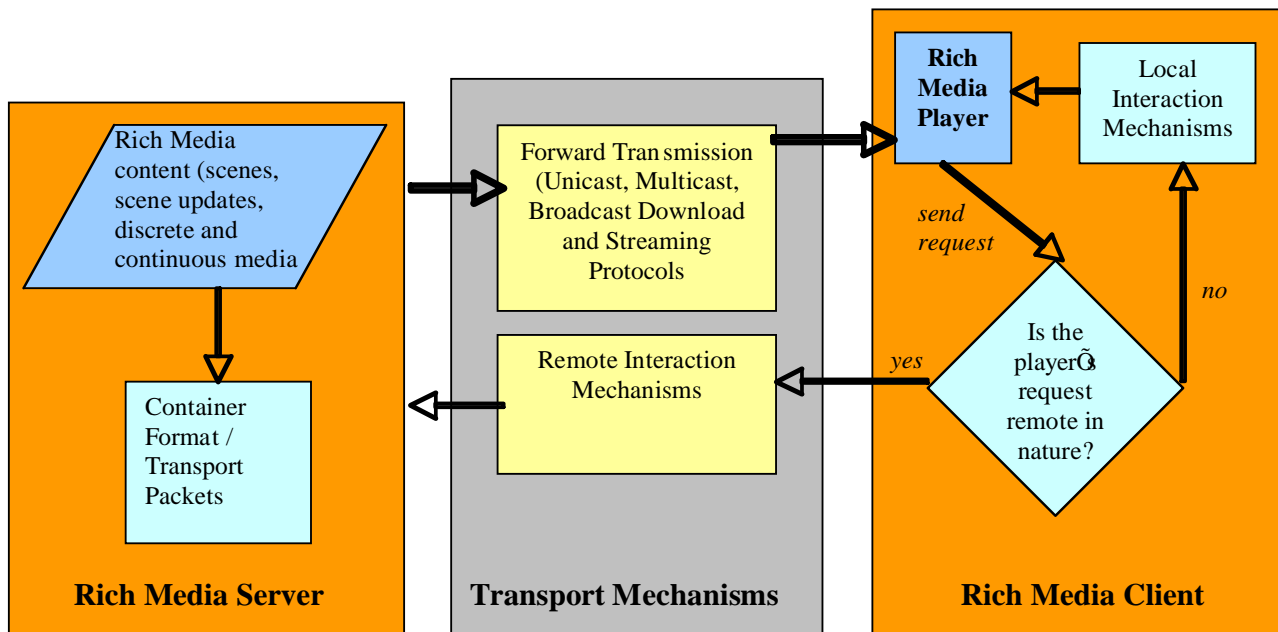 Rich Media
content (scenes,
scene updates,
discrete and
continuous media
Container
Format /
Transport
Packets
Rich Media Server
Forward Transmission
(Unicast, Multicast,
Broadcast Download
and Streaming
Protocols
Remote Interaction
Mechanisms
Transport Mechanisms
Rich
Media
Player
Local
Interaction
Mechanisms
send
request
no
yes
Is the
playerÕs
request
remote in
nature?
Rich Media Client